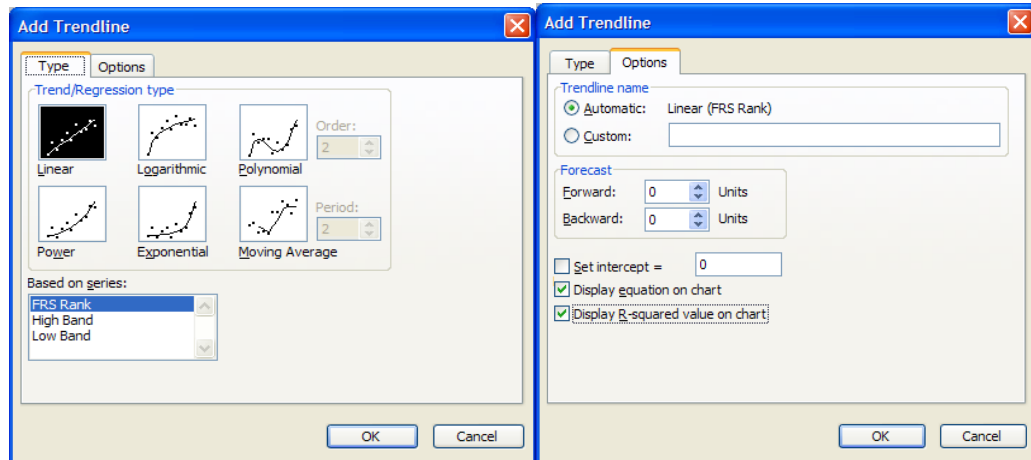 Add Trendline
Type Options
Trend/Regression type
Order:
2
Linear Logarithmic Polynomial
Period:
2
Power Exponential Moving Average
Based on series:
FRS Rank
High Band
Low Band
OK Cancel
Add Trendline
Type Options
Trendline name
Automatic: Linear (FRS Rank)
Custom:
Forecast
Forward: 0 Units
Backward: 0 Units
Set intercept = 0
Display equation on chart
Display R-squared value on chart
OK Cancel